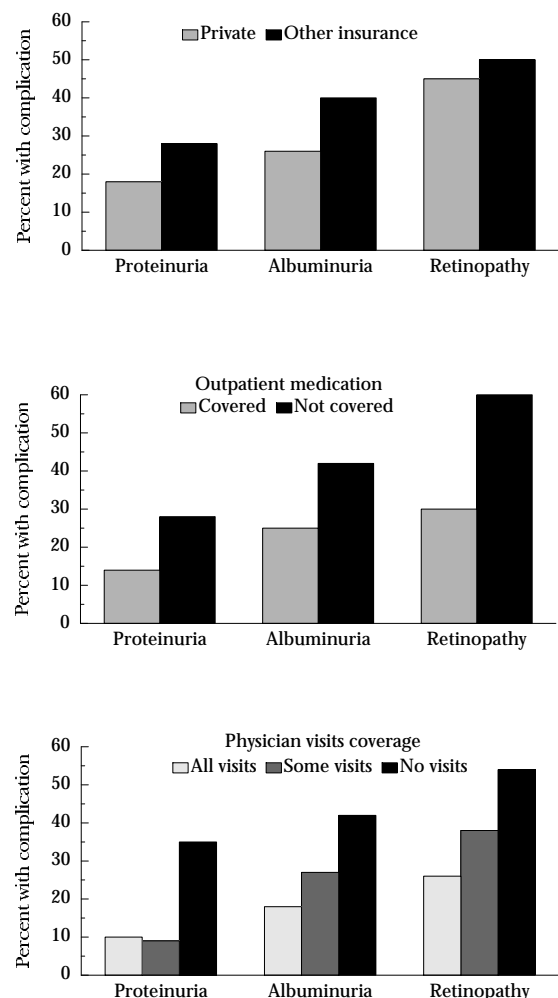 60
Private Other insurance
50
40
30
20
10
0
Percent with complication
Proteinuria Albuminuria Retinopathy
Outpatient medication
Covered Not covered
60
50
40
30
20
10
0
Percent with complication
Proteinuria Albuminuria Retinopathy
Physician visits coverage
All visits Some visits No visits
60
50
40
30
20
10
0
Percent with complication
Proteinuria Albuminuria Retinopathy